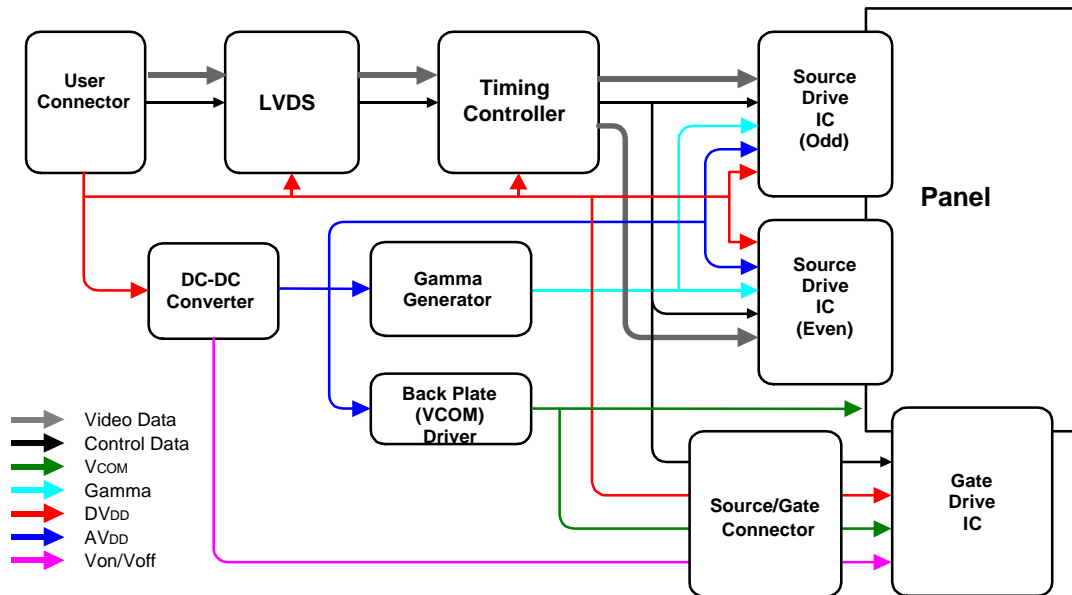 User
Connector
LVDS
Timing
Controller
Source
Drive
IC
(Odd)
Panel
DC-DC
Converter
Gamma
Generator
Source
Drive
IC
(Even)
Back Plate
(VCOM)
Driver
Video Data
Control Data
VCOM
Gamma
DVDD
AVDD
Von/Voff
Source/Gate
Connector
Gate
Drive
IC